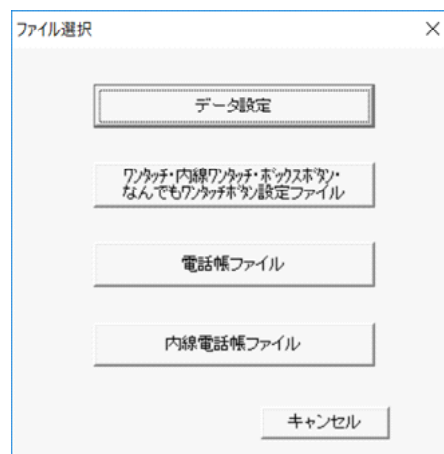 ファイル選択
データ設定
ワンタッチ・内線ワンタッチ・ボックスボタン・
なんでもワンタッチボタン設定ファイル
電話帳ファイル
内線電話帳ファイル
キャンセル